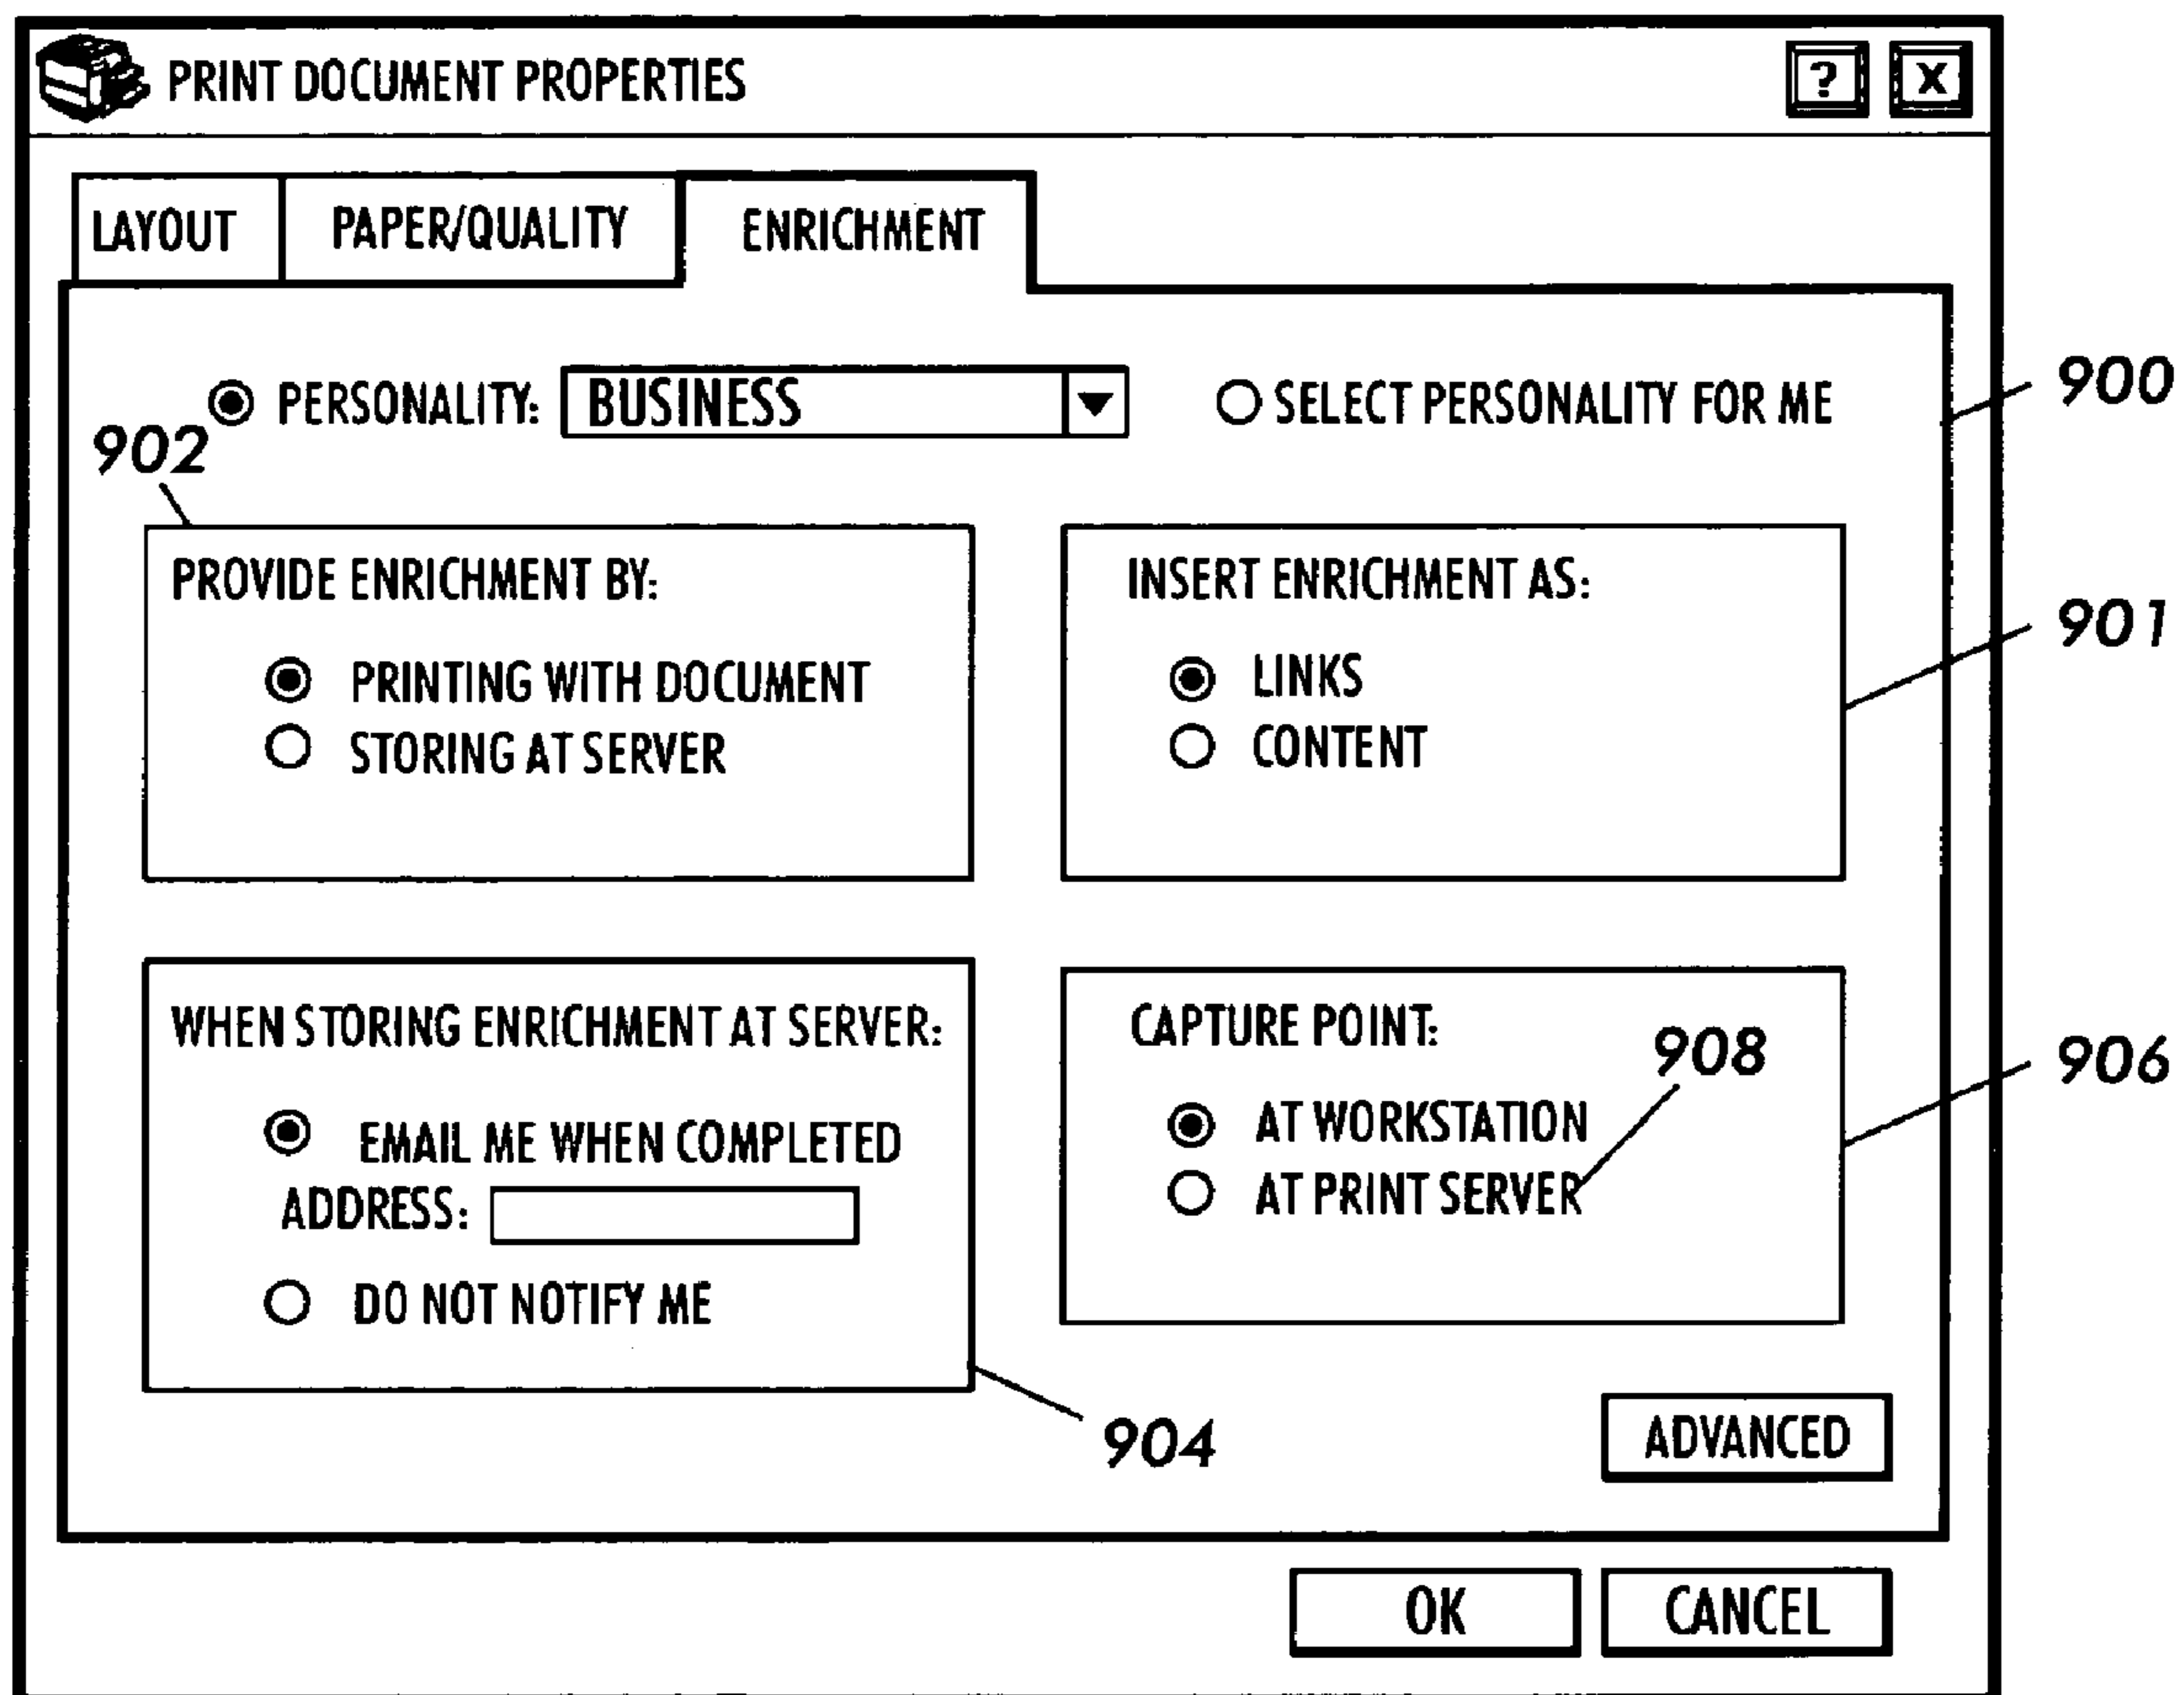 PRINT DOCUMENT PROPERTIES
? X
LAYOUT PAPER/QUALITY ENRICHMENT
PERSONALITY: BUSINESS SELECT PERSONALITY FOR ME
900
902
PROVIDE ENRICHMENT BY:
PRINTING WITH DOCUMENT
STORING AT SERVER
INSERT ENRICHMENT AS:
LINKS
CONTENT
901
WHEN STORING ENRICHMENT AT SERVER:
EMAIL ME WHEN COMPLETED
ADDRESS:
DO NOT NOTIFY ME
904
CAPTURE POINT:
908
AT WORKSTATION
AT PRINT SERVER
906
ADVANCED
OK CANCEL